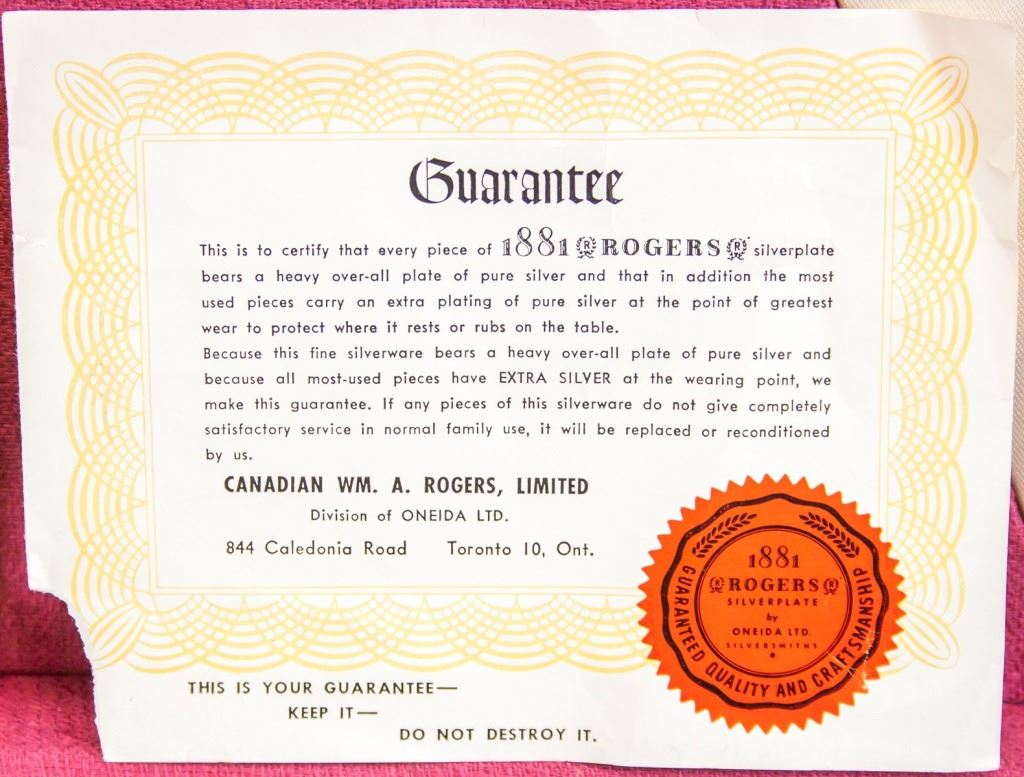 Guarantee
This is to certify that every piece of 1881 ® ROGERS ® silverplate
bears a heavy over-all plate of pure silver and that in addition the most
used pieces carry an extra plating of pure silver at the point of greatest
wear to protect where it rests or rubs on the table.
Because this fine silverware bears a heavy over-all plate of pure silver and
because all most-used pieces have EXTRA SILVER at the wearing point, we
make this guarantee. If any pieces of this silverware do not give completely
satisfactory service in normal family use, it will be replaced or reconditioned
by us.
CANADIAN WM. A. ROGERS, LIMITED
Division of ONEIDA LTD.
844 Caledonia Road Toronto 10, Ont.
1881
® ROGERS ®
SILVERPLATE
by
ONEIDA LTD.
SILVERSMITHS
GUARANTEED QUALITY AND CRAFTSMANSHIP
THIS IS YOUR GUARANTEE—
KEEP IT—
DO NOT DESTROY IT.